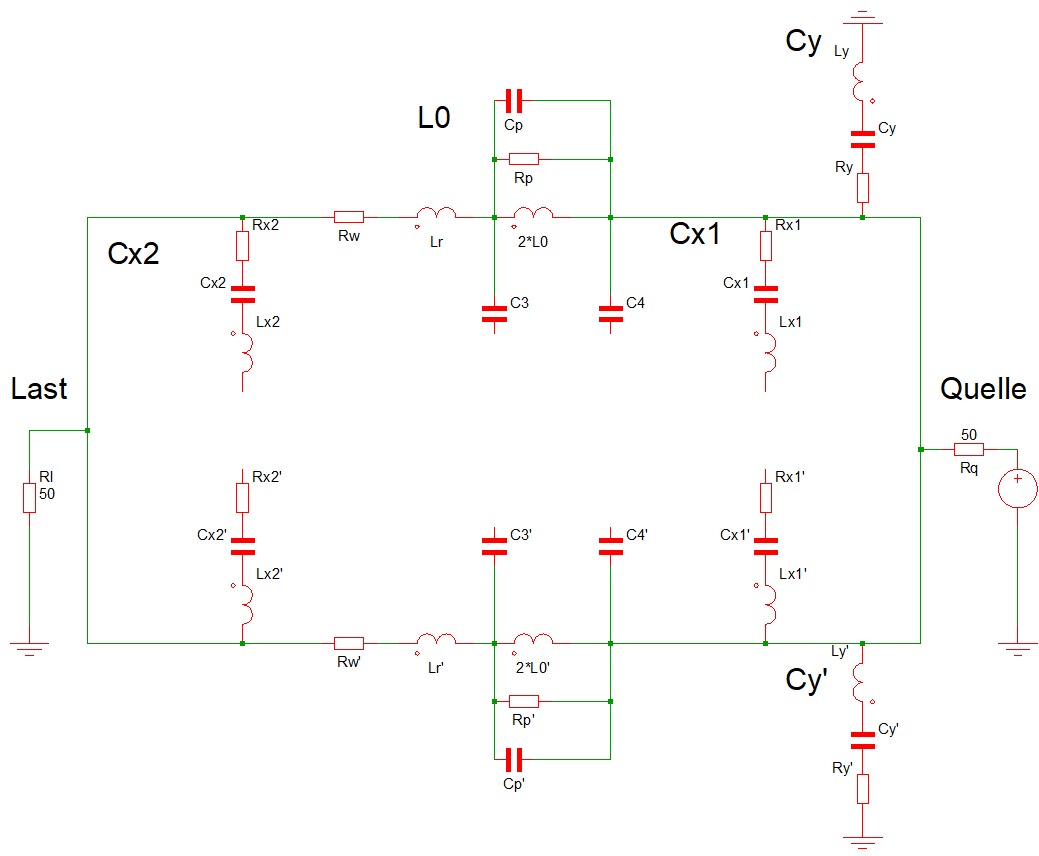 Cy
Ly
L0
Cp
Cy
Rp
Ry
Rx2
Cx1
Rx1
Rw
Lr
2*L0
Cx2
Cx2
Cx1
C3
C4
Lx2
Lx1
Last
Quelle
50
Rq
+
Rl
50
Rx2'
Rx1'
Cx2'
C3'
C4'
Cx1'
Lx2'
Lx1'
Ly'
Rw'
Lr'
2*L0'
Cy'
Rp'
Cy'
Ry'
Cp'